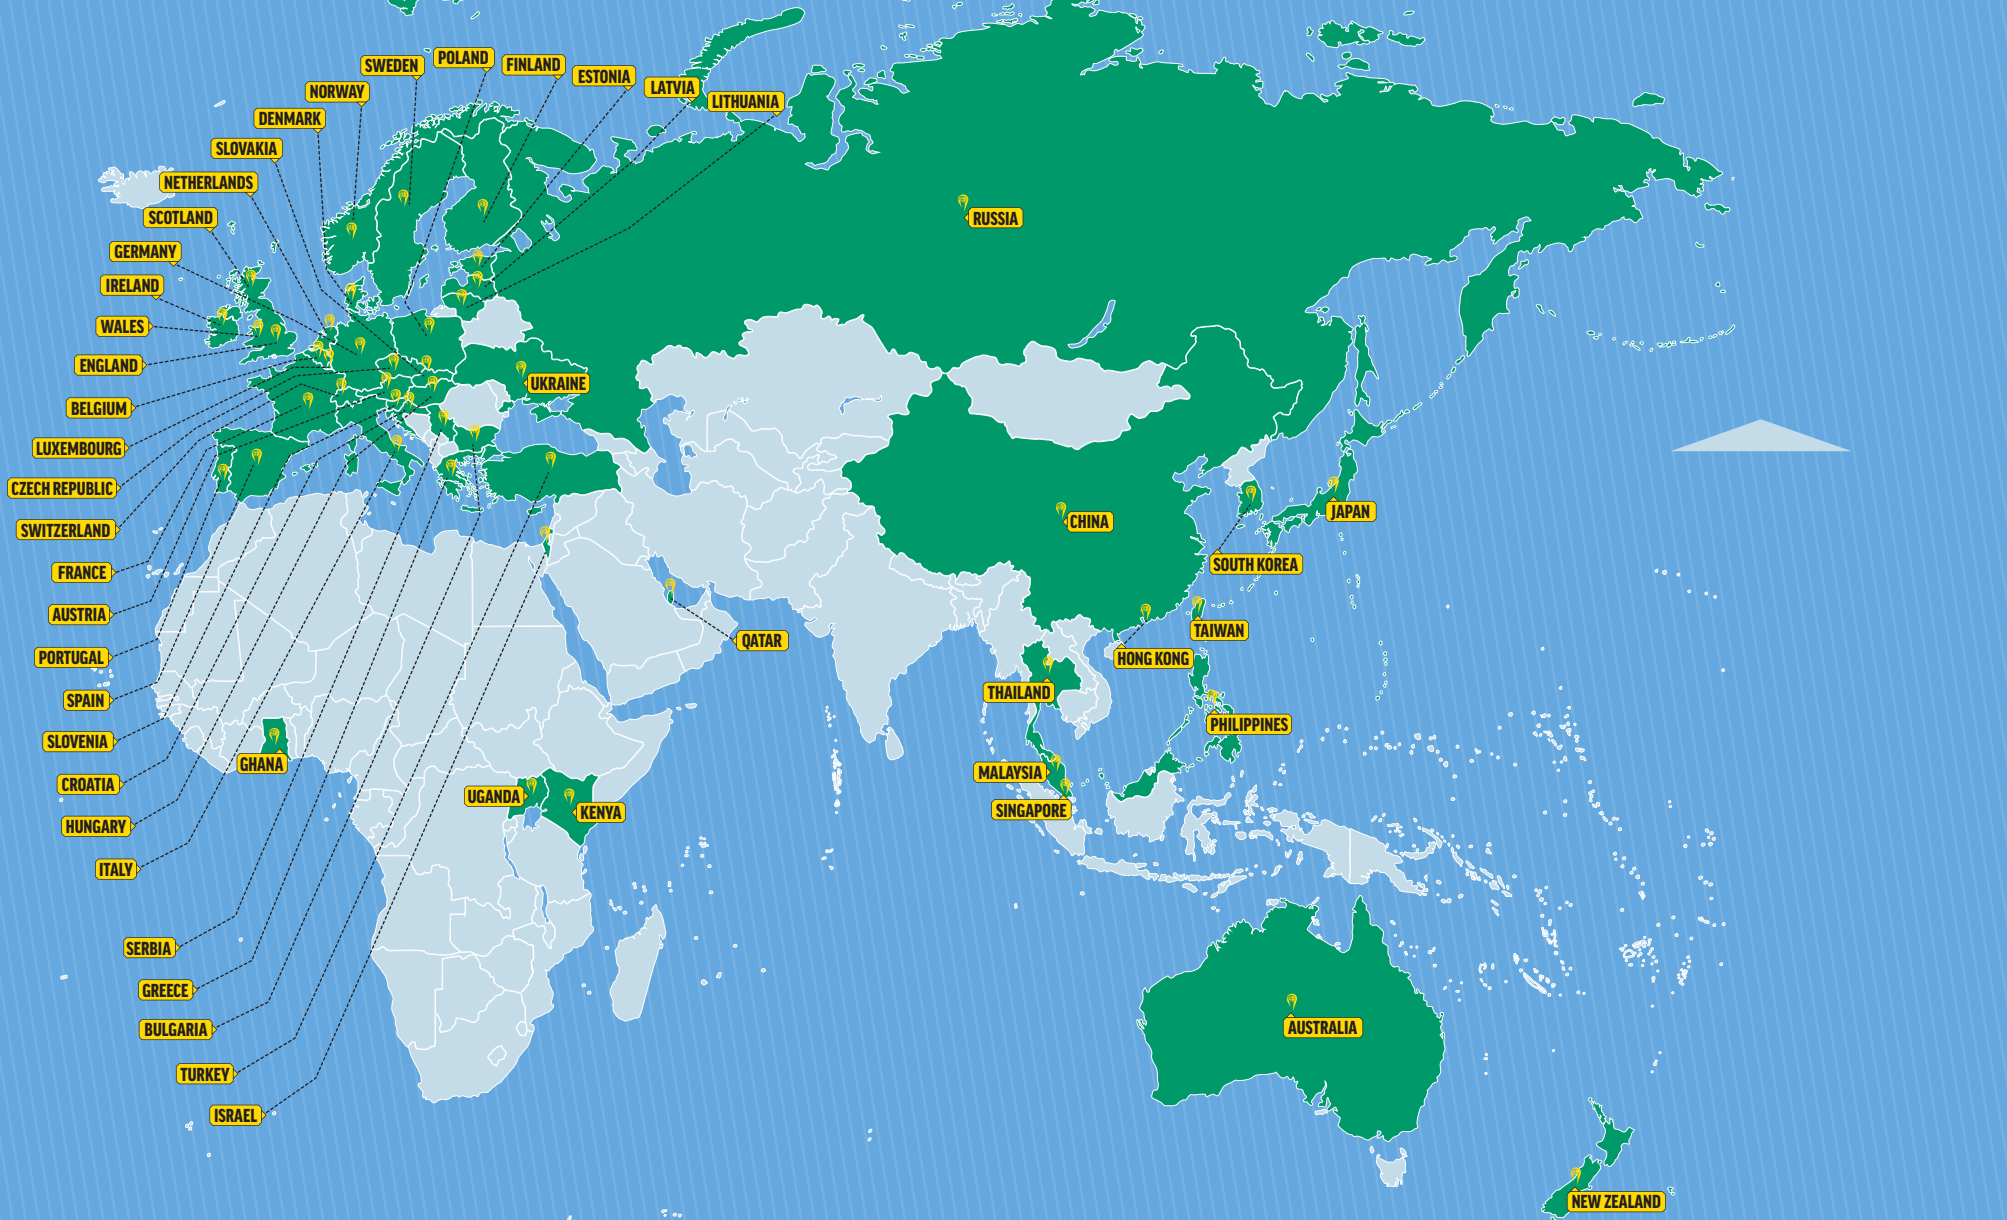 POLAND
SWEDEN
FINLAND
ESTONIA
LATVIA
NORWAY
LITHUANIA
DENMARK
SLOVAKIA
NETHERLANDS
SCOTLAND
RUSSIA
GERMANY
IRELAND
WALES
ENGLAND
UKRAINE
BELGIUM
LUXEMBOURG
CZECH REPUBLIC
JAPAN
CHINA
SWITZERLAND
SOUTH KOREA
FRANCE
AUSTRIA
TAIWAN
QATAR
PORTUGAL
HONG KONG
THAILAND
SPAIN
PHILIPPINES
SLOVENIA
GHANA
MALAYSIA
CROATIA
UGANDA
SINGAPORE
KENYA
HUNGARY
ITALY
SERBIA
GREECE
AUSTRALIA
BULGARIA
TURKEY
ISRAEL
NEW ZEALAND